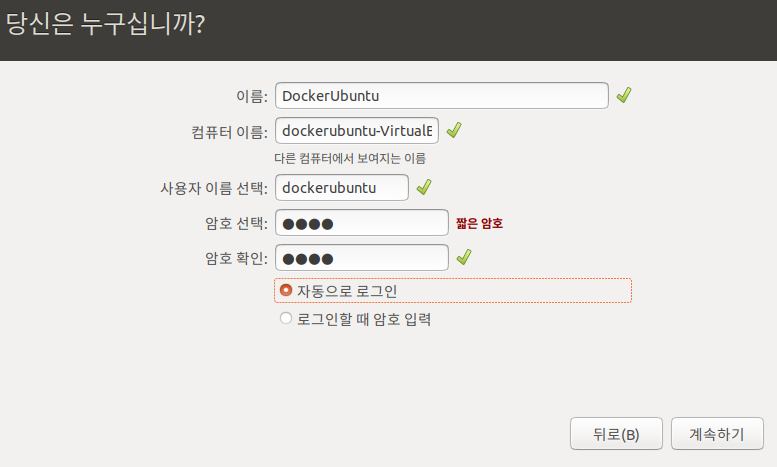 당신은 누구십니까?
이름: DockerUbuntu
컴퓨터 이름: dockerubuntu-Virtual
다른 컴퓨터에서 보여지는 이름
사용자 이름 선택: dockerubuntu
암호 선택: ●●●● 짧은 암호
암호 확인: ●●●●
자동으로 로그인
로그인할 때 암호 입력
뒤로(B) 계속하기